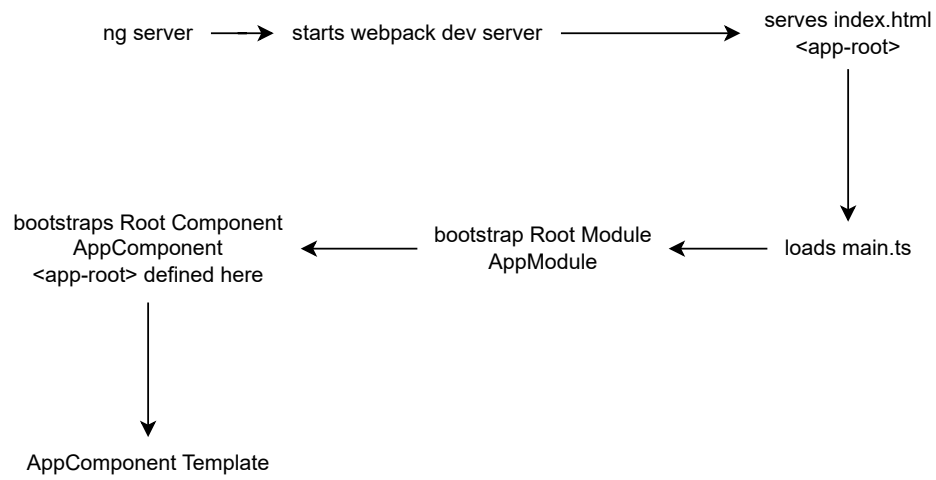 ng server
starts webpack dev server
serves index.html
<app-root>
loads main.ts
bootstrap Root Module
AppModule
bootstraps Root Component
AppComponent
<app-root> defined here
AppComponent Template